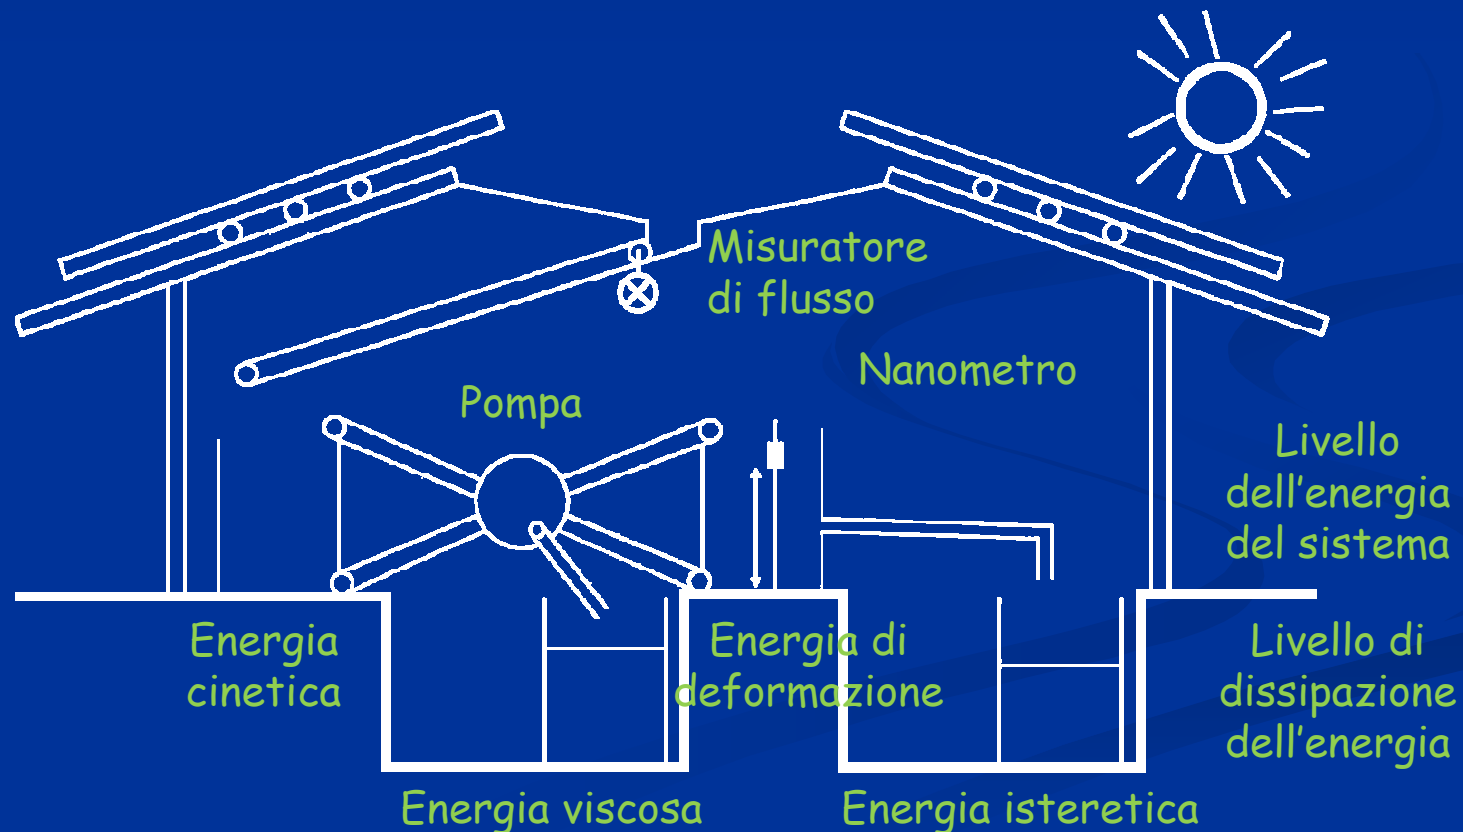 Misuratore
di flusso
Nanometro
Pompa
Livello
dell'energia
del sistema
Energia
cinetica
Energia di
deformazione
Livello di
dissipazione
dell'energia
Energia viscosa
Energia isteretica